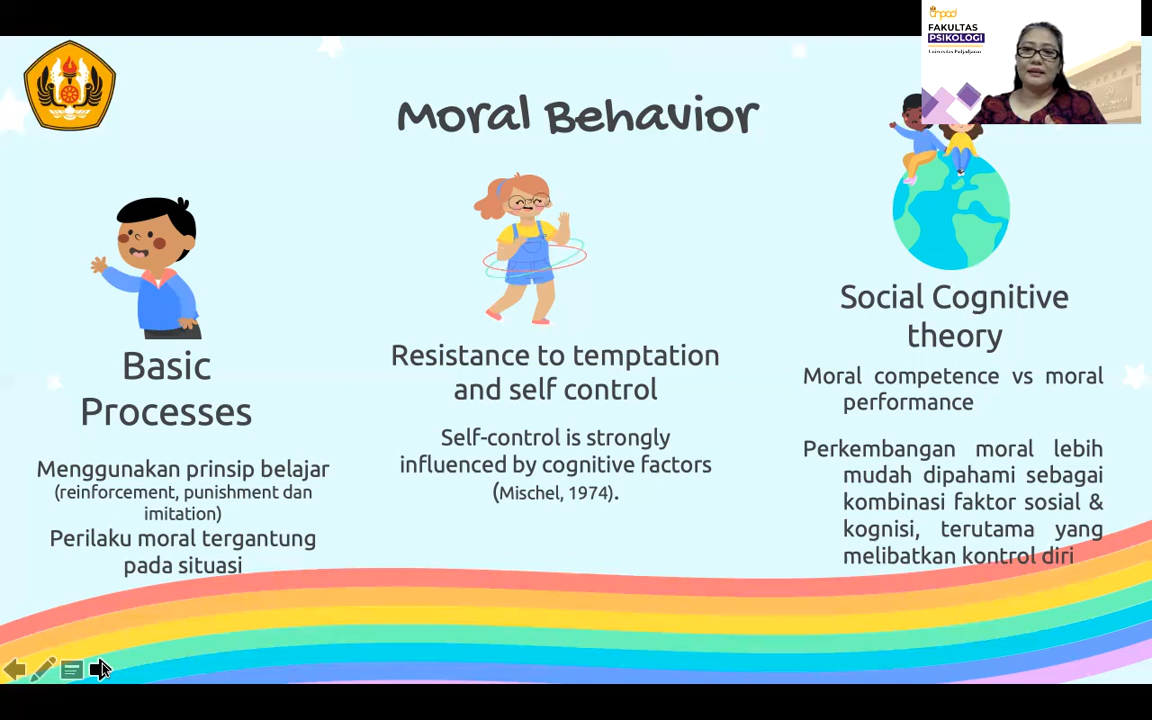 unpad
FAKULTAS
PSIKOLOGI
Universitas Padjadjaran
Moral Behavior
Basic
Processes
Menggunakan prinsip belajar
(reinforcement, punishment dan
imitation)
Perilaku moral tergantung
pada situasi
Resistance to temptation
and self control
Self-control is strongly
influenced by cognitive factors
(Mischel, 1974).
Social Cognitive
theory
Moral competence vs moral
performance
Perkembangan moral lebih
mudah dipahami sebagai
kombinasi faktor sosial &
kognisi, terutama yang
melibatkan kontrol diri